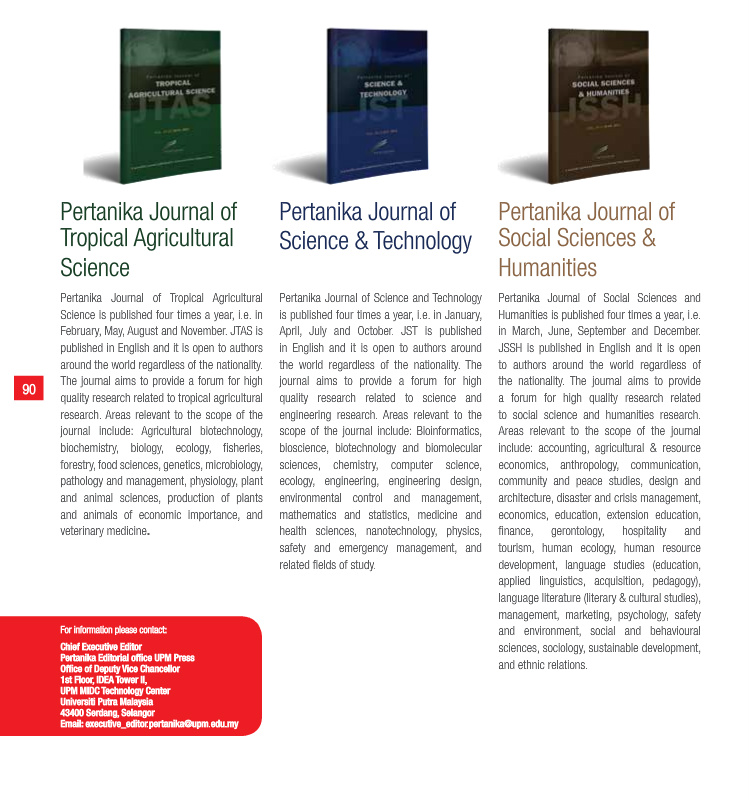 Pertanika Journal of
TROPICAL
AGRICULTURAL SCIENCE
JTAS
Pertanika Journal of
SCIENCE &
TECHNOLOGY
JST
Pertanika Journal of
SOCIAL SCIENCES
& HUMANITIES
JSSH
Pertanika Journal of
Tropical Agricultural
Science
Pertanika Journal of Tropical Agricultural
Science is published four times a year, i.e. in
February, May, August and November. JTAS is
published in English and it is open to authors
around the world regardless of the nationality.
The journal aims to provide a forum for high
quality research related to tropical agricultural
research. Areas relevant to the scope of the
journal include: Agricultural biotechnology,
biochemistry, biology, ecology, fisheries,
forestry, food sciences, genetics, microbiology,
pathology and management, physiology, plant
and animal sciences, production of plants
and animals of economic importance, and
veterinary medicine.
Pertanika Journal of
Science & Technology
Pertanika Journal of Science and Technology
is published four times a year, i.e. in January,
April, July and October. JST is published
in English and it is open to authors around
the world regardless of the nationality. The
journal aims to provide a forum for high
quality research related to science and
engineering research. Areas relevant to the
scope of the journal include: Bioinformatics,
bioscience, biotechnology and biomolecular
sciences, chemistry, computer science,
ecology, engineering, engineering design,
environmental control and management,
mathematics and statistics, medicine and
health sciences, nanotechnology, physics,
safety and emergency management, and
related fields of study.
Pertanika Journal of
Social Sciences &
Humanities
Pertanika Journal of Social Sciences and
Humanities is published four times a year, i.e.
in March, June, September and December.
JSSH is published in English and it is open
to authors around the world regardless of
the nationality. The journal aims to provide
a forum for high quality research related
to social science and humanities research.
Areas relevant to the scope of the journal
include: accounting, agricultural & resource
economics, anthropology, communication,
community and peace studies, design and
architecture, disaster and crisis management,
economics, education, extension education,
finance, gerontology, hospitality and
tourism, human ecology, human resource
development, language studies (education,
applied linguistics, acquisition, pedagogy),
language literature (literary & cultural studies),
management, marketing, psychology, safety
and environment, social and behavioural
sciences, sociology, sustainable development,
and ethnic relations.
90
For information please contact:
Chief Executive Editor
Pertanika Editorial office UPM Press
Office of Deputy Vice Chancellor
1st Floor, IDEA Tower II,
UPM MIDC Technology Center
Universiti Putra Malaysia
43400 Serdang, Selangor
Email: executive_editor.pertanika@upm.edu.my